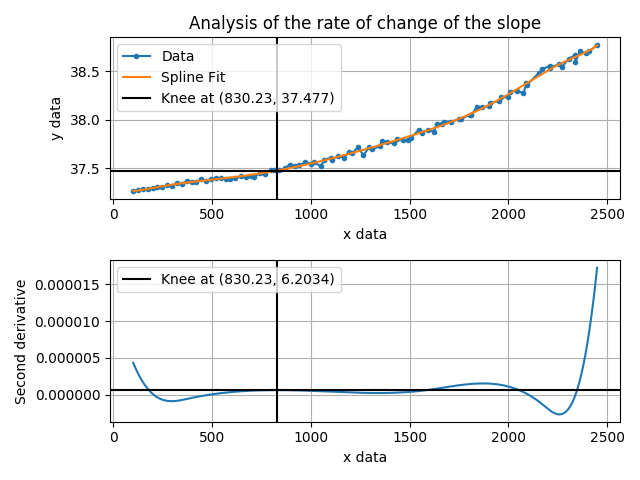 Analysis of the rate of change of the slope
Data
Spline Fit
Knee at (830.23, 37.477)
y data
38.5
38.0
37.5
0 500 1000 1500 2000 2500
x data
Knee at (830.23, 6.2034)
Second derivative
0.000015
0.000010
0.000005
0.000000
0 500 1000 1500 2000 2500
x data